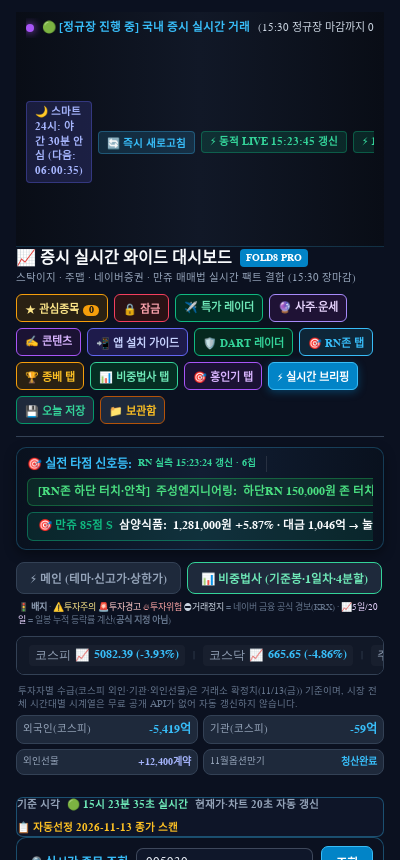 🟢 [정규장 진행 중] 국내 증시 실시간 거래 (15:30 정규장 마감까지 0
🌙 스마트 24시: 야간 30분 안심 (다음: 06:00:35)
🔄 즉시 새로고침
⚡ 동적 LIVE 15:23:45 갱신
📈 증시 실시간 와이드 대시보드 FOLD8 PRO
스탁이지 · 주맵 · 네이버증권 · 만쥬 매매법 실시간 팩트 결합 (15:30 장마감)
★ 관심종목 0 🔒 잠금 ✈️ 특가 레이더 🔮 사주·운세
✍️ 콘텐츠 📲 앱 설치 가이드 🛡️ DART 레이더 🎯 RN존 탭
🏆 종베 탭 📊 비중법사 탭 🎯 홍인기 탭 ⚡ 실시간 브리핑
💾 오늘 저장 📁 보관함
🎯 실전 타점 신호등: RN 실측 15:23:24 갱신 · 6칩
[RN존 하단 터치·안착] 주성엔지니어링: 하단RN 150,000원 존 터치
🎯 만쥬 85점 S 삼양식품: 1,281,000원 +5.87% · 대금 1,046억 → 눌
⚡ 메인 (테마·신고가·상한가) 📊 비중법사 (기준봉·1일차·4분할)
🚦 배지 · ⚠️투자주의 🚨투자경고 ⛔거래정지 = 네이버 금융 공식 경보(KRX) · 📈5일/20
일 = 일봉 누적 등락률 계산(공식 지정 아님)
코스피 📈 5082.39 (-3.93%) | 코스닥 📈 665.65 (-4.86%) |
투자자별 수급(코스피 외인·기관·외인선물)은 거래소 확정치(11/13(금)) 기준이며, 시장 전
체 시간대별 시계열은 무료 공개 API가 없어 자동 갱신하지 않습니다.
외국인(코스피) -5,419억 기관(코스피) -59억
외인선물 +12,400계약 11월옵션만기 청산완료
기준 시각 🟢 15시 23분 35초 실시간 현재가·차트 20초 자동 갱신
📋 자동선정 2026-11-13 종가 스캔